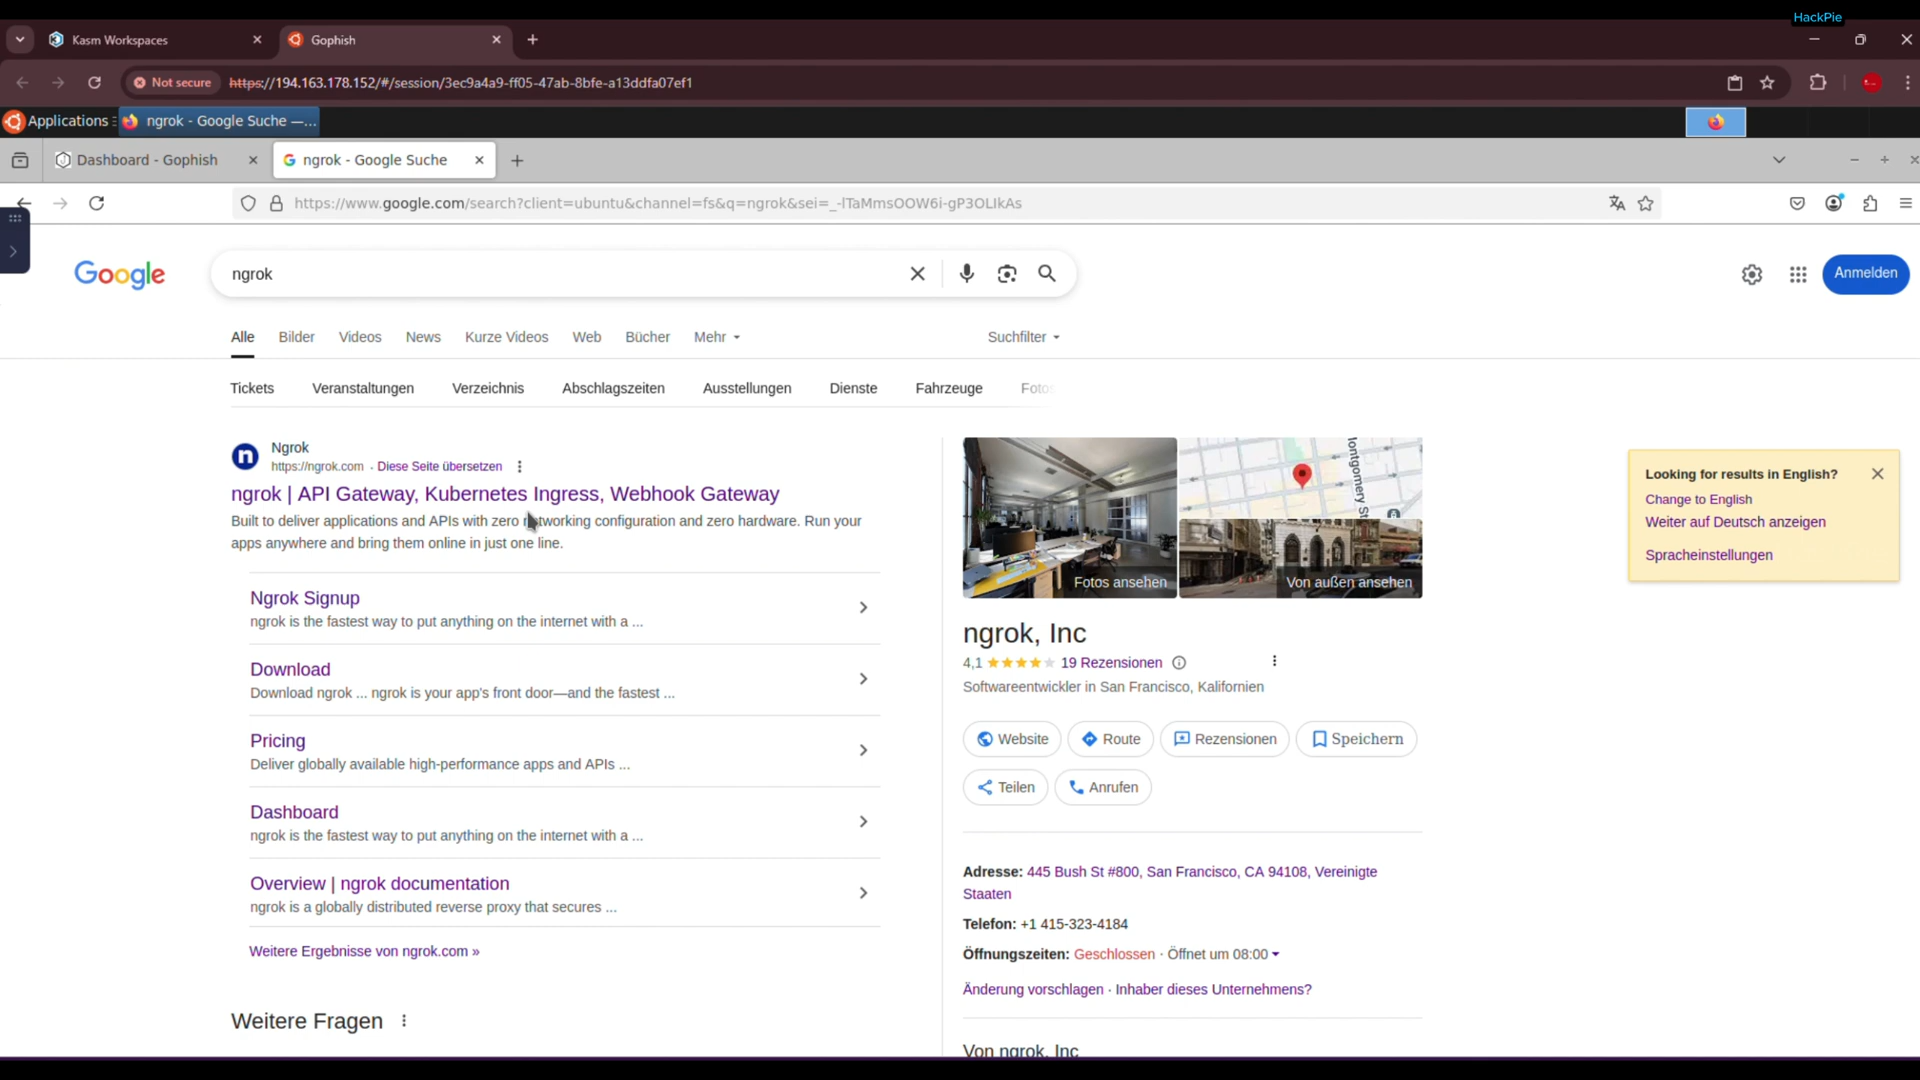 HackPie
Kasm Workspaces
Gophish
Not secure
https://194.163.178.152/#/session/3ec9a4a9-ff05-47ab-8bfe-a13ddfa07ef1
Applications
ngrok - Google Suche —...
Dashboard - Gophish
ngrok - Google Suche
https://www.google.com/search?client=ubuntu&channel=fs&q=ngrok&sei=_-lTaMmsOOW6i-gP3OLIkAs
Google
ngrok
Anmelden
Alle
Bilder
Videos
News
Kurze Videos
Web
Bücher
Mehr
Suchfilter
Tickets
Veranstaltungen
Verzeichnis
Abschlagszeiten
Ausstellungen
Dienste
Fahrzeuge
Fotos
n
Ngrok
https://ngrok.com · Diese Seite übersetzen
ngrok | API Gateway, Kubernetes Ingress, Webhook Gateway
Built to deliver applications and APIs with zero networking configuration and zero hardware. Run your
apps anywhere and bring them online in just one line.
Ngrok Signup
ngrok is the fastest way to put anything on the internet with a ...
Download
Download ngrok ... ngrok is your app's front door—and the fastest ...
Pricing
Deliver globally available high-performance apps and APIs ...
Dashboard
ngrok is the fastest way to put anything on the internet with a ...
Overview | ngrok documentation
ngrok is a globally distributed reverse proxy that secures ...
Weitere Ergebnisse von ngrok.com »
Weitere Fragen
Fotos ansehen
Von außen ansehen
ngrok, Inc
4,1
19 Rezensionen
Softwareentwickler in San Francisco, Kalifornien
Website
Route
Rezensionen
Speichern
Teilen
Anrufen
Adresse: 445 Bush St #800, San Francisco, CA 94108, Vereinigte
Staaten
Telefon: +1 415-323-4184
Öffnungszeiten: Geschlossen · Öffnet um 08:00
Änderung vorschlagen · Inhaber dieses Unternehmens?
Von ngrok, Inc
Looking for results in English?
Change to English
Weiter auf Deutsch anzeigen
Spracheinstellungen